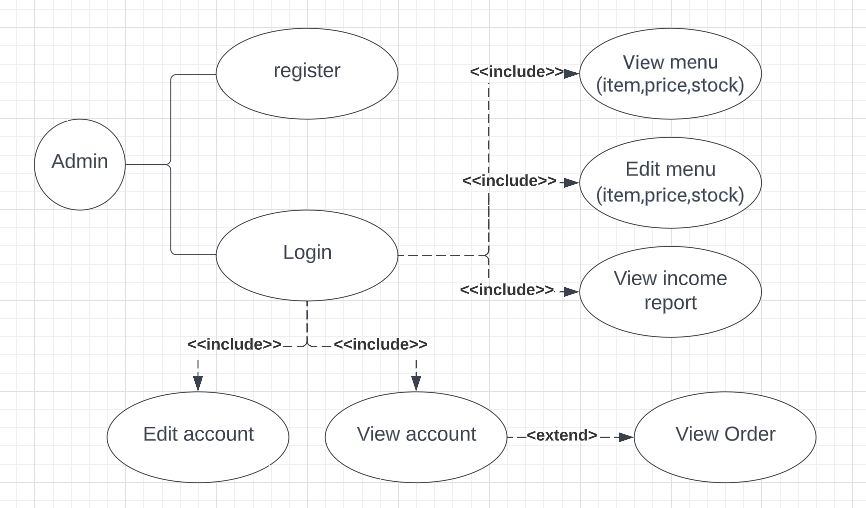 register
<<include>>
View menu
(item,price,stock)
Admin
<<include>>
Edit menu
(item,price,stock)
Login
<<include>>
View income
report
<<include>>
<<include>>
Edit account
View account
<extend>
View Order